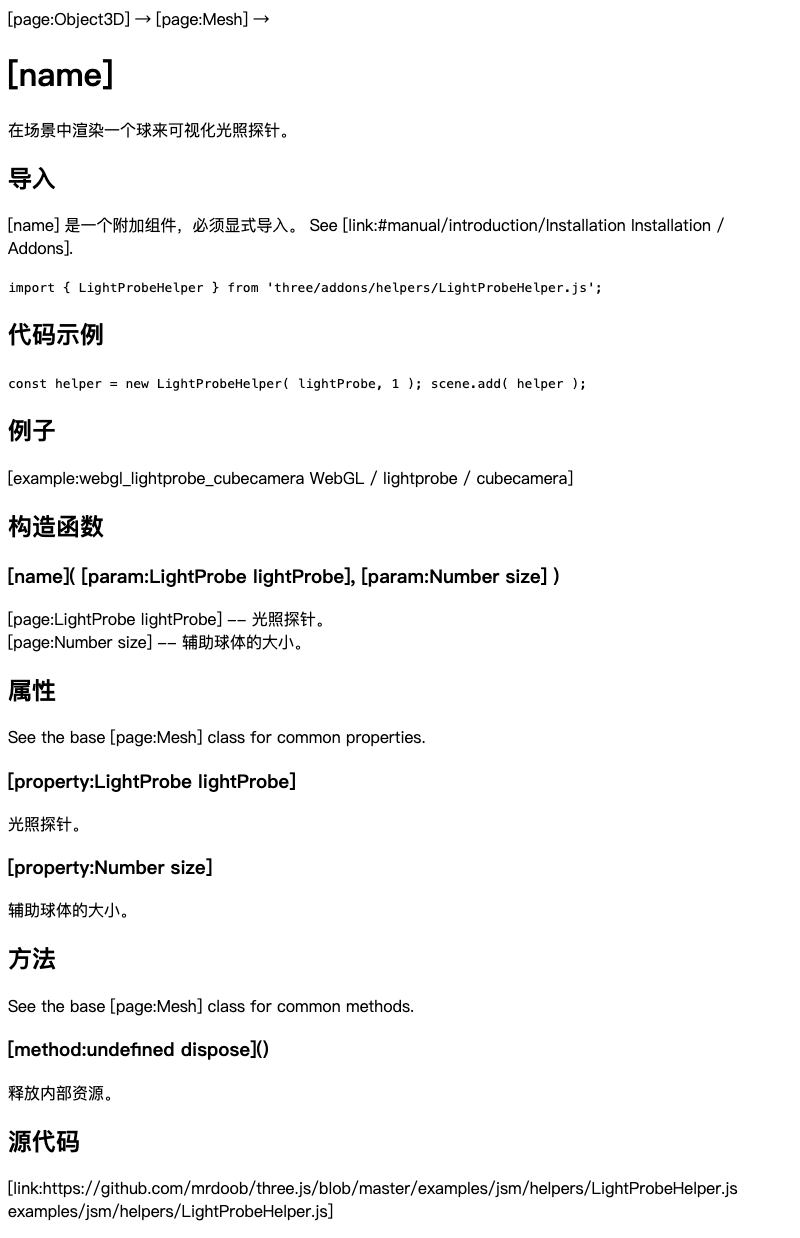 [page:Object3D] → [page:Mesh] →
[name]
在场景中渲染一个球来可视化光照探针。
导入
[name] 是一个附加组件，必须显式导入。 See [link:#manual/introduction/Installation Installation /
Addons].
import { LightProbeHelper } from 'three/addons/helpers/LightProbeHelper.js';
代码示例
const helper = new LightProbeHelper( lightProbe, 1 ); scene.add( helper );
例子
[example:webgl_lightprobe_cubecamera WebGL / lightprobe / cubecamera]
构造函数
[name]( [param:LightProbe lightProbe], [param:Number size] )
[page:LightProbe lightProbe] -- 光照探针。
[page:Number size] -- 辅助球体的大小。
属性
See the base [page:Mesh] class for common properties.
[property:LightProbe lightProbe]
光照探针。
[property:Number size]
辅助球体的大小。
方法
See the base [page:Mesh] class for common methods.
[method:undefined dispose]()
释放内部资源。
源代码
[link:https://github.com/mrdoob/three.js/blob/master/examples/jsm/helpers/LightProbeHelper.js
examples/jsm/helpers/LightProbeHelper.js]